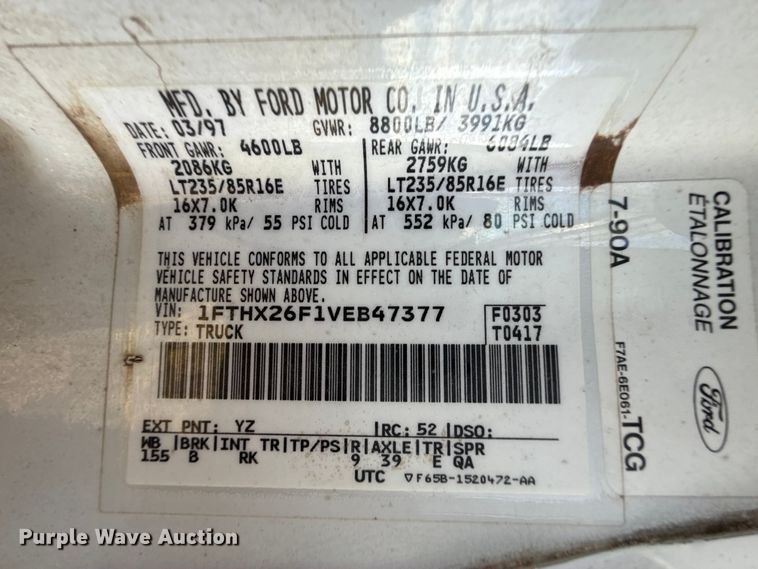 MFD. BY FORD MOTOR CO. IN U.S.A.
DATE: 03/97 GVWR: 8800LB/ 3991KG
FRONT GAWR: 4600LB REAR GAWR: 6084LB
2086KG WITH 2759KG WITH
LT235/85R16E TIRES LT235/85R16E TIRES
16X7.0K RIMS 16X7.0K RIMS
AT 379 kPa/ 55 PSI COLD AT 552 kPa/ 80 PSI COLD
THIS VEHICLE CONFORMS TO ALL APPLICABLE FEDERAL MOTOR
VEHICLE SAFETY STANDARDS IN EFFECT ON THE DATE OF
MANUFACTURE SHOWN ABOVE.
VIN: 1FTHX26F1VEB47377 F0303
TYPE: TRUCK T0417
EXT PNT: YZ RC: 52 DSO:
WB BRK INT TR TP/PS R AXLE TR SPR
155 B RK 9 39 E QA
UTC ▽F65B-1520472-AA
CALIBRATION
ÉTALONNAGE
7-90A
F7AE-6E061-TCG
Ford
Purple Wave Auction